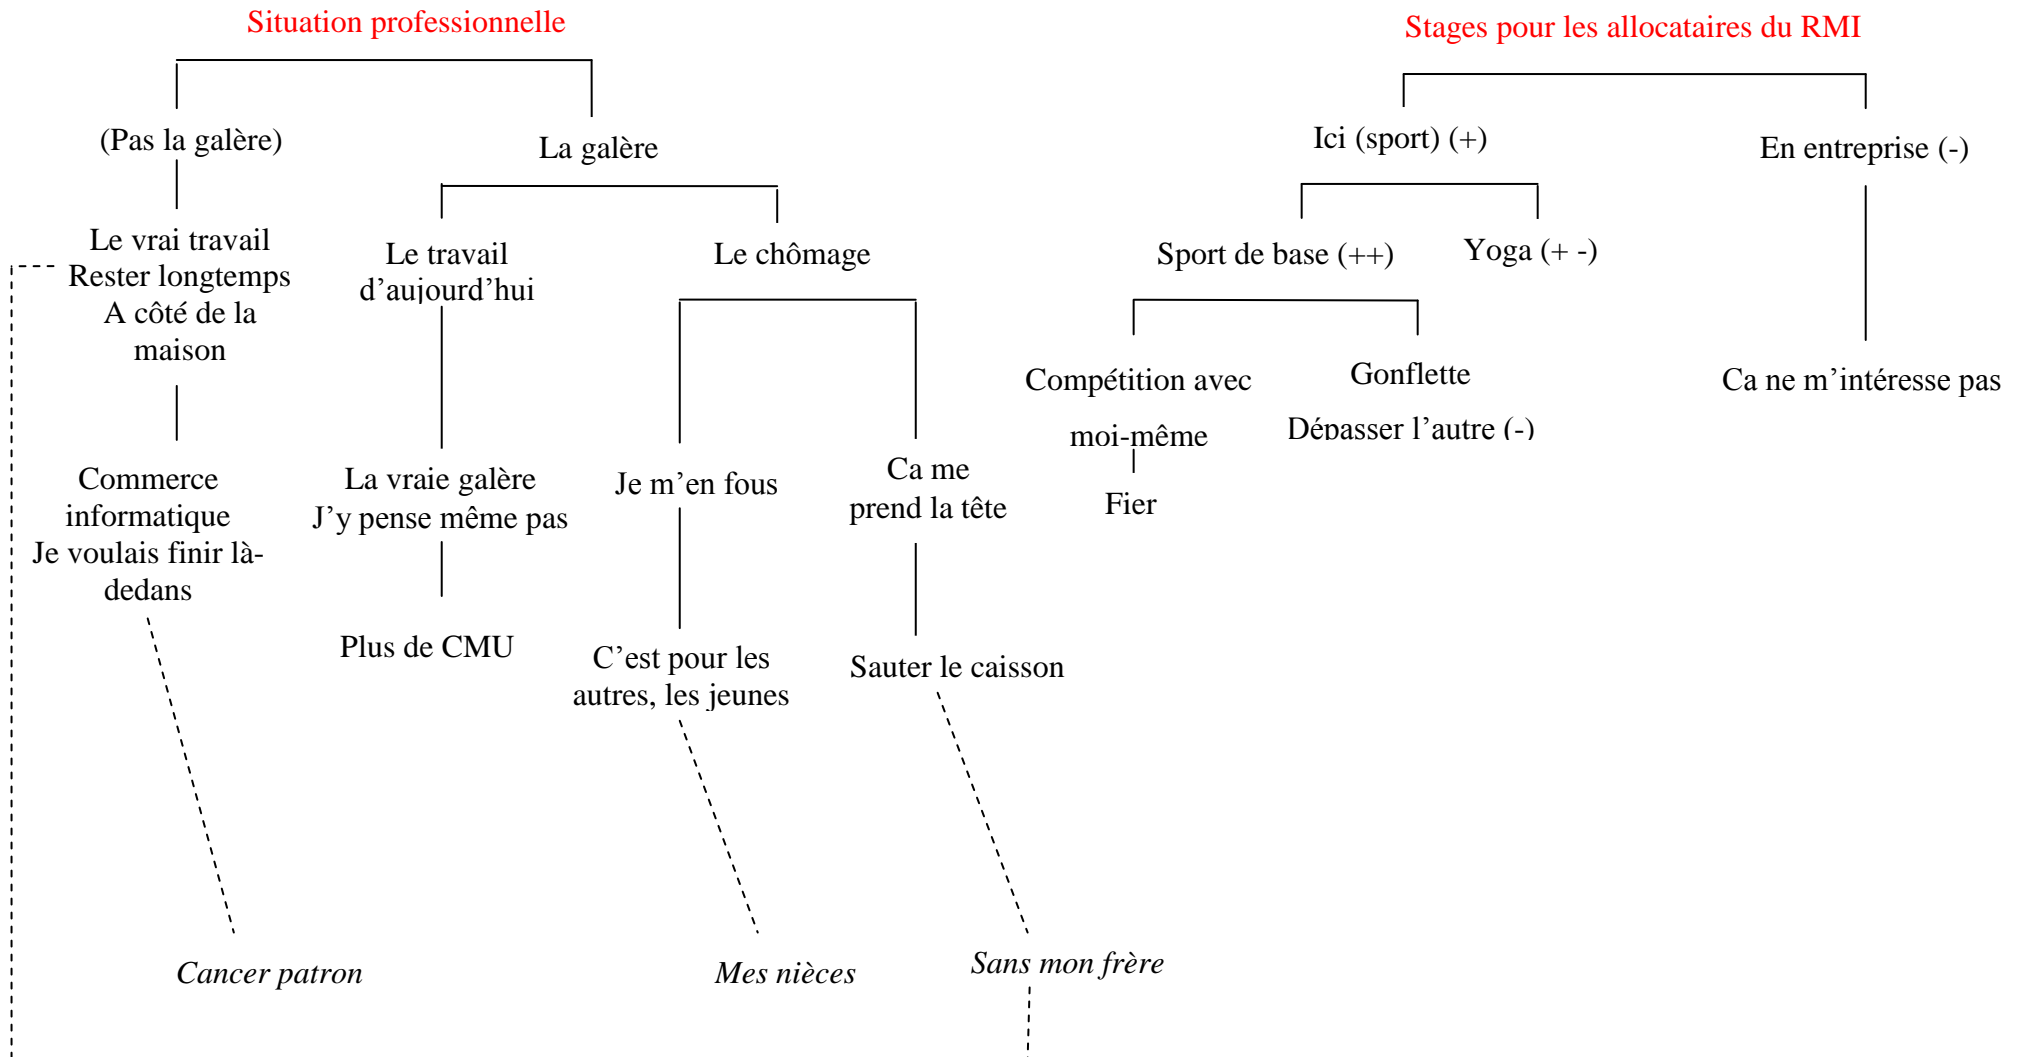 Situation professionnelle
Stages pour les allocataires du RMI
(Pas la galère)
La galère
Ici (sport) (+)
En entreprise (-)
Le vrai travail
Rester longtemps
A côté de la
maison
Le travail
d’aujourd’hui
Le chômage
Sport de base (++)
Yoga (+ -)
Compétition avec
moi-même
Gonflette
Dépasser l’autre (-)
Ca ne m’intéresse pas
Commerce
informatique
Je voulais finir là-
dedans
La vraie galère
J’y pense même pas
Je m’en fous
Ca me
prend la tête
Fier
Plus de CMU
C’est pour les
autres, les jeunes
Sauter le caisson
Cancer patron
Mes nièces
Sans mon frère